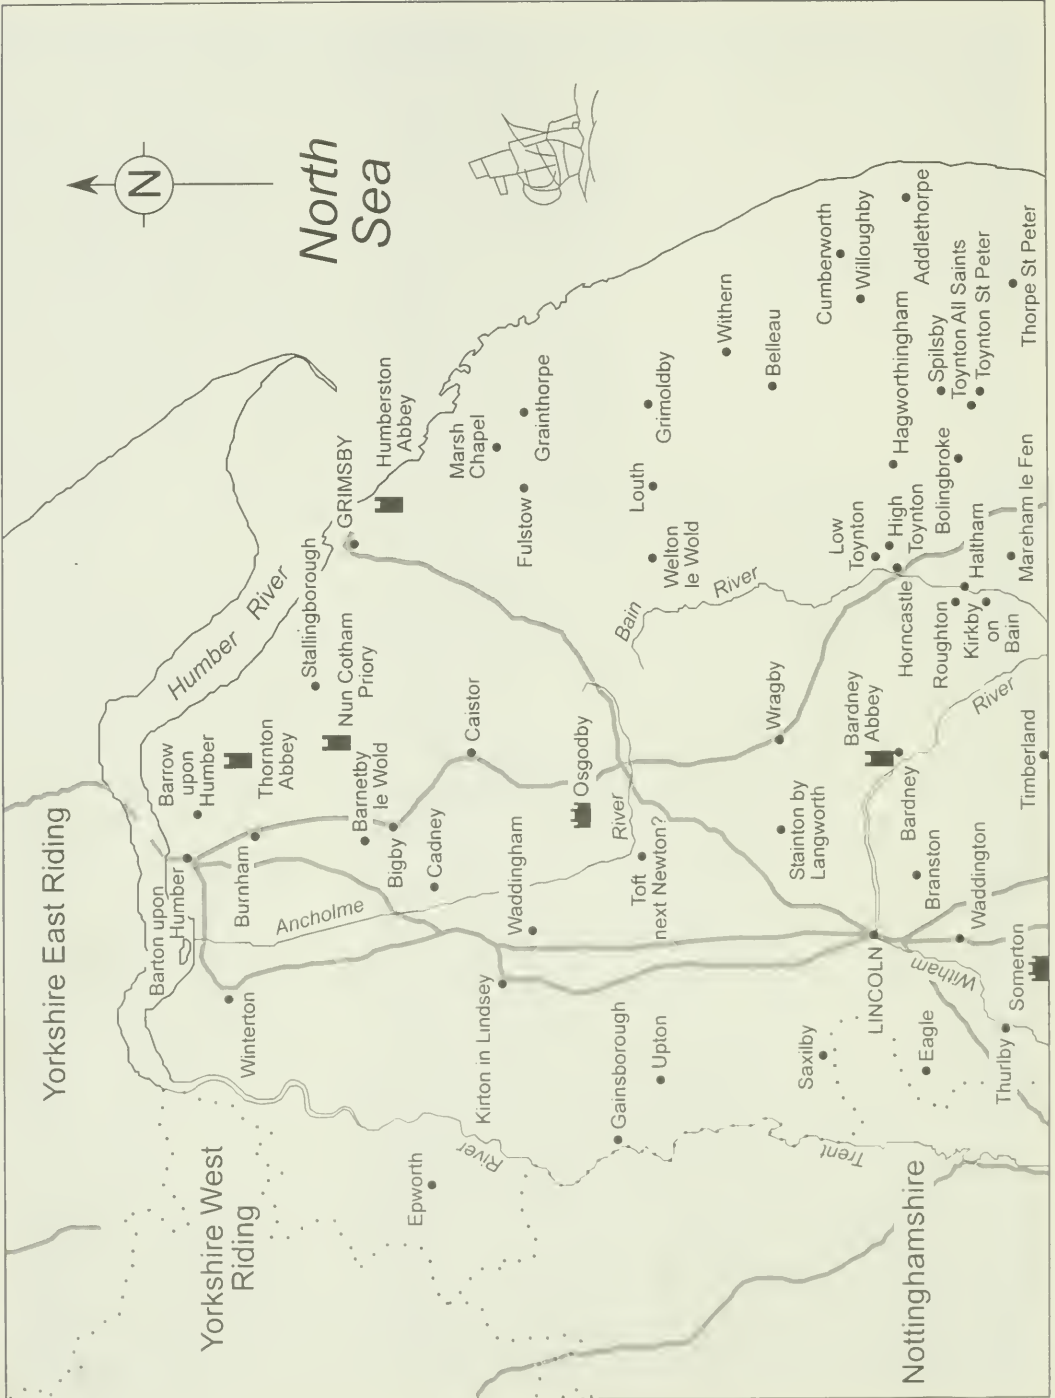 Yorkshire East Riding
Yorkshire West
Riding
Nottinghamshire
N
North
Sea
Humber River
Barton upon
Humber
Barrow
upon
Humber
Thornton
Abbey
Burnham
Winterton
Nun Cotham
Priory
Stallingborough
GRIMSBY
Humberston
Abbey
Barnetby
le Wold
Bigby
Cadney
Ancholme
River
Caistor
Marsh
Chapel
Grainthorpe
Fulstow
Kirton in Lindsey
Waddingham
Osgodby
Epworth
River
Trent
Gainsborough
Upton
Toft
next Newton?
Louth
Grimoldby
Welton
le Wold
Bain
River
Withern
Belleau
Wragby
Stainton by
Langworth
Saxilby
LINCOLN
Cumberworth
Willoughby
Addlethorpe
Low
Toynton
High
Toynton
Hagworthingham
Horncastle
Bardney
Abbey
Bardney
Branston
Eagle
Witham
River
Spilsby
Toynton All Saints
Toynton St Peter
Bolingbroke
Haltham
Roughton
Kirkby
on
Bain
Waddington
Somerton
Thurlby
Timberland
Mareham le Fen
Thorpe St Peter